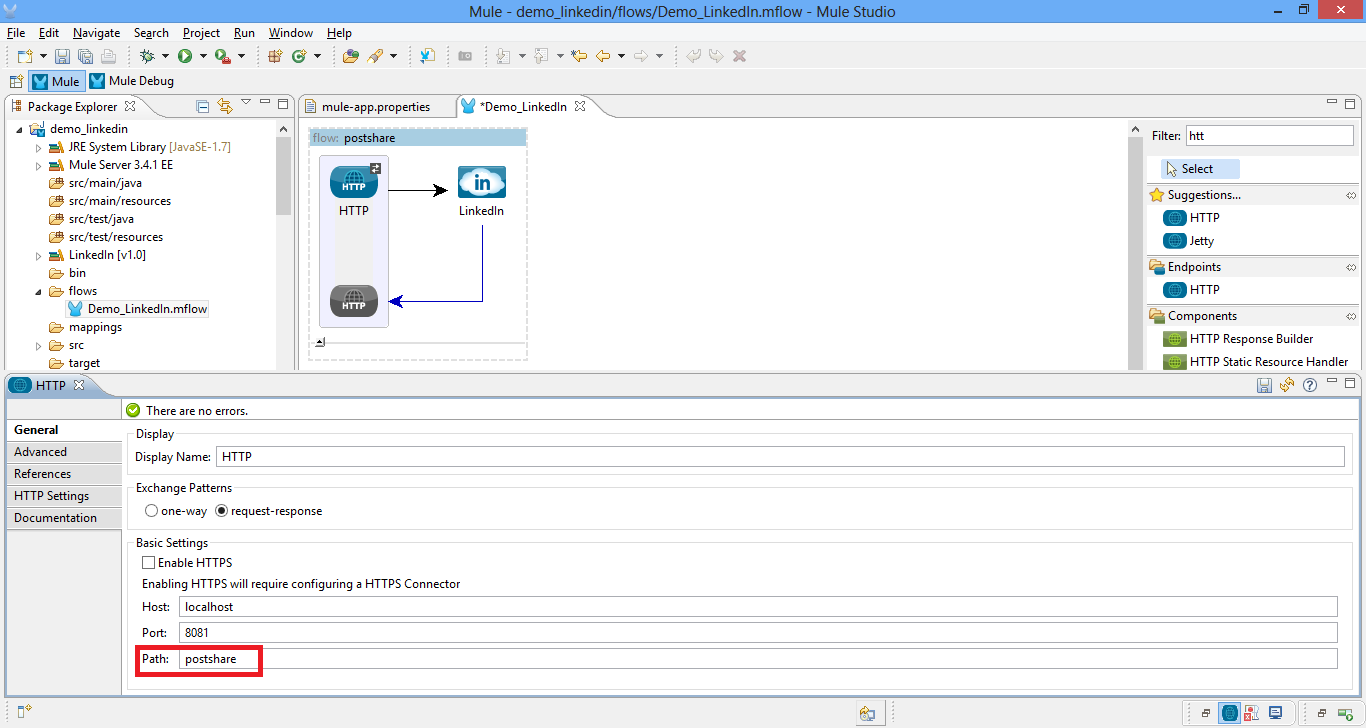 Mule - demo_linkedin/flows/Demo_LinkedIn.mflow - Mule Studio
File Edit Navigate Search Project Run Window Help
Mule Mule Debug
Package Explorer
demo_linkedin
JRE System Library [JavaSE-1.7]
Mule Server 3.4.1 EE
src/main/java
src/main/resources
src/test/java
src/test/resources
LinkedIn [v1.0]
bin
flows
Demo_LinkedIn.mflow
mappings
src
target
mule-app.properties *Demo_LinkedIn
flow: postshare
HTTP in
HTTP LinkedIn
HTTP
Filter: htt
Select
Suggestions...
HTTP
Jetty
Endpoints
HTTP
Components
HTTP Response Builder
HTTP Static Resource Handler
HTTP
There are no errors.
General
Advanced
References
HTTP Settings
Documentation
Display
Display Name: HTTP
Exchange Patterns
one-way request-response
Basic Settings
Enable HTTPS
Enabling HTTPS will require configuring a HTTPS Connector
Host: localhost
Port: 8081
Path: postshare